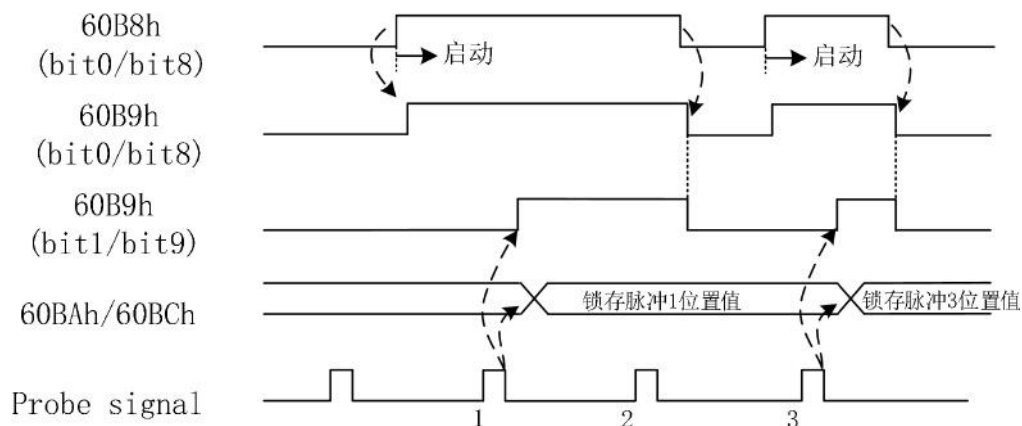 60B8h
(bit0/bit8)
启动
启动
60B9h
(bit0/bit8)
60B9h
(bit1/bit9)
60BAh/60BCh
锁存脉冲1位置值
锁存脉冲3位置值
Probe signal
1
2
3